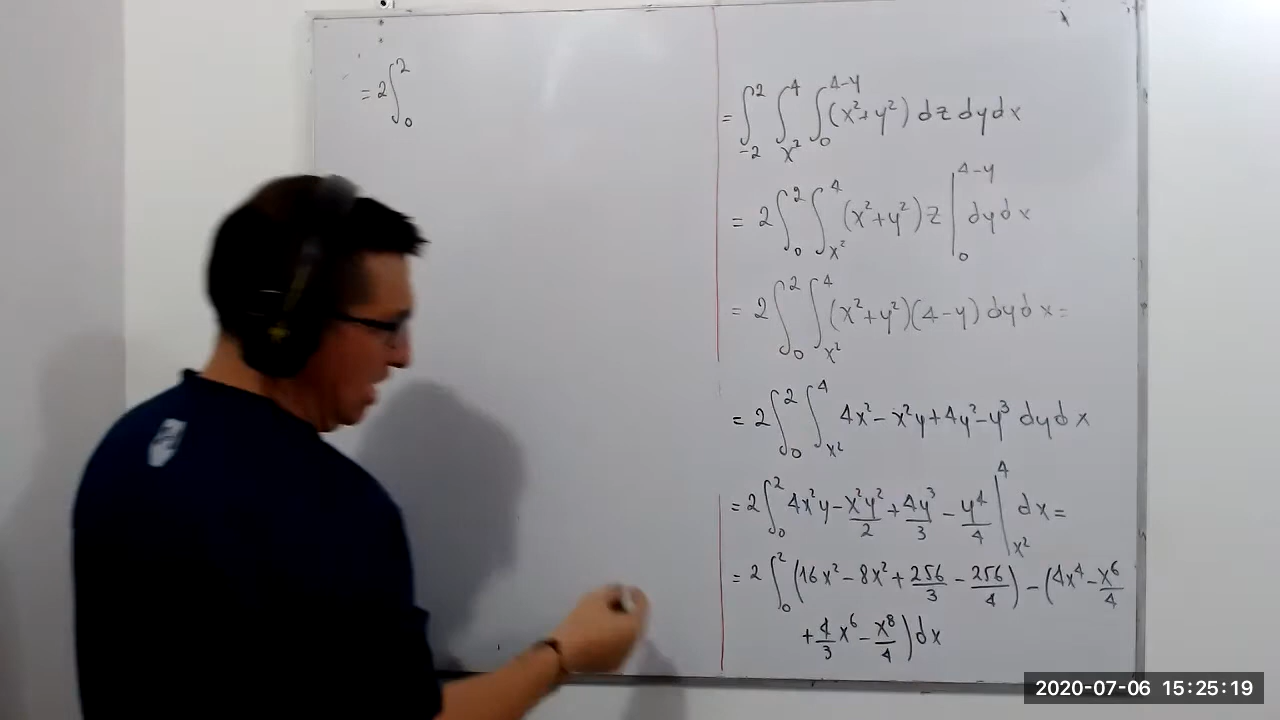 = 2∫₀²
= ∫₋₂² ∫ₓ²⁴ ∫₀⁴⁻ʸ (x²+y²) dz dy dx
= 2∫₀² ∫ₓ²⁴ (x²+y²) z |₀⁴⁻ʸ dy dx
= 2∫₀² ∫ₓ²⁴ (x²+y²)(4-y) dy dx =
= 2∫₀² ∫ₓ²⁴ 4x² - x²y + 4y² - y³ dy dx
= 2∫₀² 4x²y - x²y²/2 + 4y³/3 - y⁴/4 |ₓ²⁴ dx =
= 2∫₀² (16x² - 8x² + 256/3 - 256/4) - (4x⁴ - x⁶/4
+ 4/3 x⁶ - x⁸/4) dx
2020-07-06 15:25:19